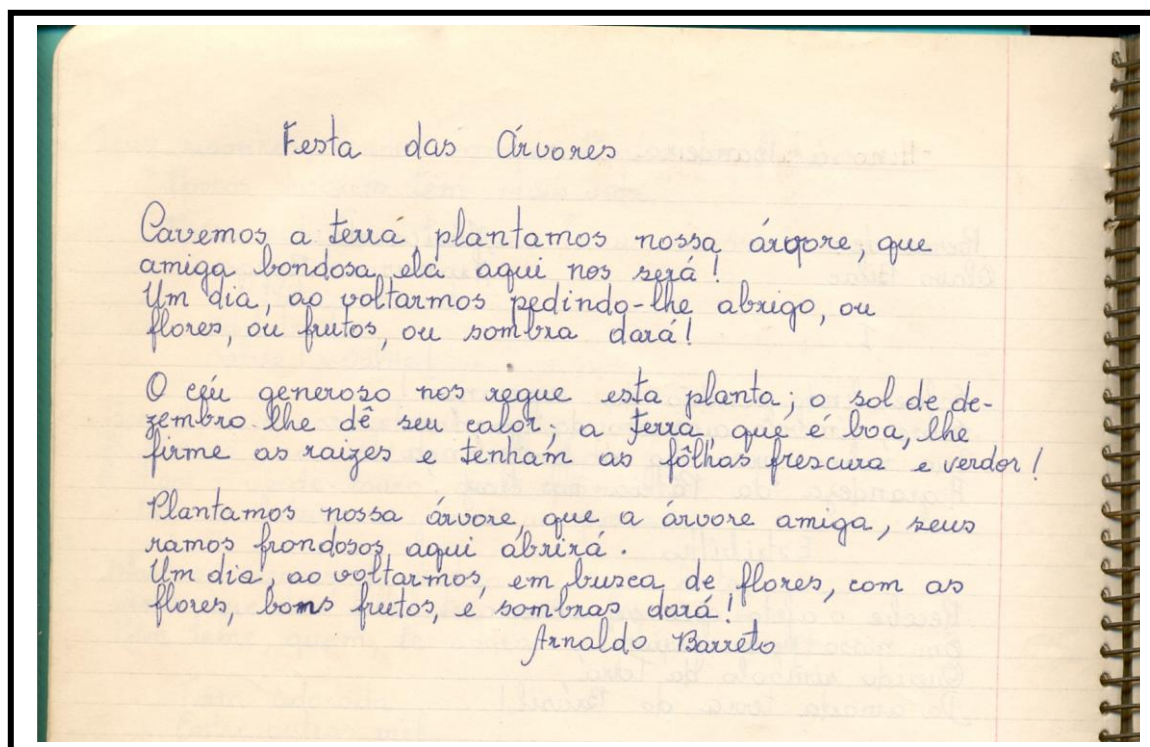 Festa das Árvores
Cavemos a terrá plantamos nossa árvore, que
amiga bondosa elá aqui nos será!
Um dia, ao voltarmos pedindo-lhe abrigo, ou
flores, ou frutos, ou sombra dará!
O céu generoso nos regue esta planta; o sol de de-
zembro lhe dê seu calor, a terra, que é boa, lhe
firme as raizes e tenham as fôlhas frescura e verdor!
Plantamos nossa árvore, que a árvore amiga, seus
ramos frondosos aqui abrirá.
Um dia, ao voltarmos, em busca de flores, com as
flores, bons frutos, e sombras dará!
Arnaldo Barreto